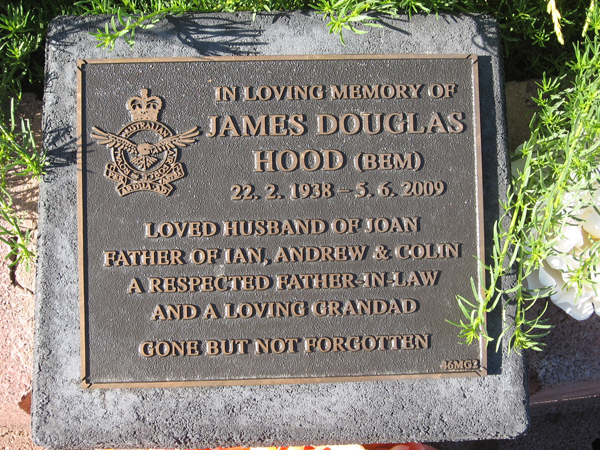 IN LOVING MEMORY OF
JAMES DOUGLAS
HOOD (BEM)
22. 2. 1938 – 5. 6. 2009
LOVED HUSBAND OF JOAN
FATHER OF IAN, ANDREW & COLIN
A RESPECTED FATHER-IN-LAW
AND A LOVING GRANDAD
GONE BUT NOT FORGOTTEN